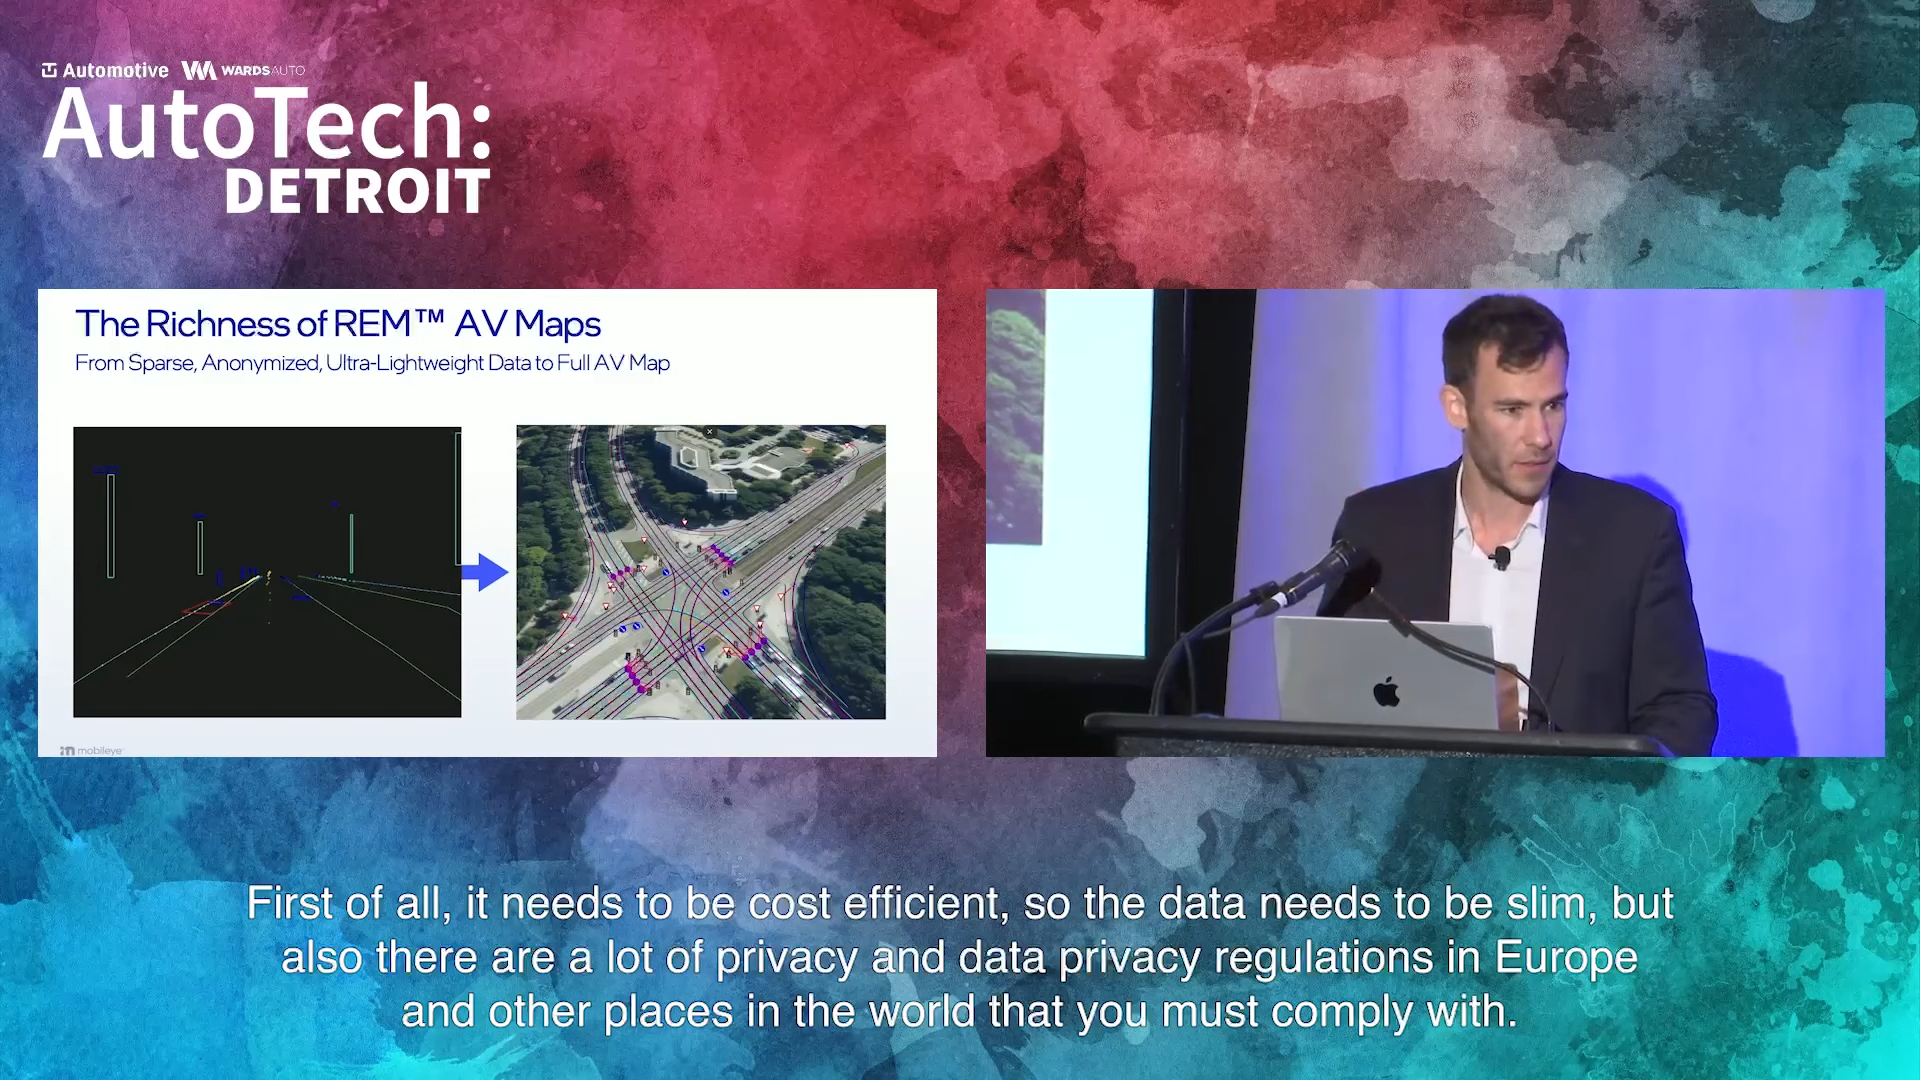 Automotive WARDSAUTO
AutoTech:
DETROIT
The Richness of REM™ AV Maps
From Sparse, Anonymized, Ultra-Lightweight Data to Full AV Map
mobileye™
First of all, it needs to be cost efficient, so the data needs to be slim, but
also there are a lot of privacy and data privacy regulations in Europe
and other places in the world that you must comply with.